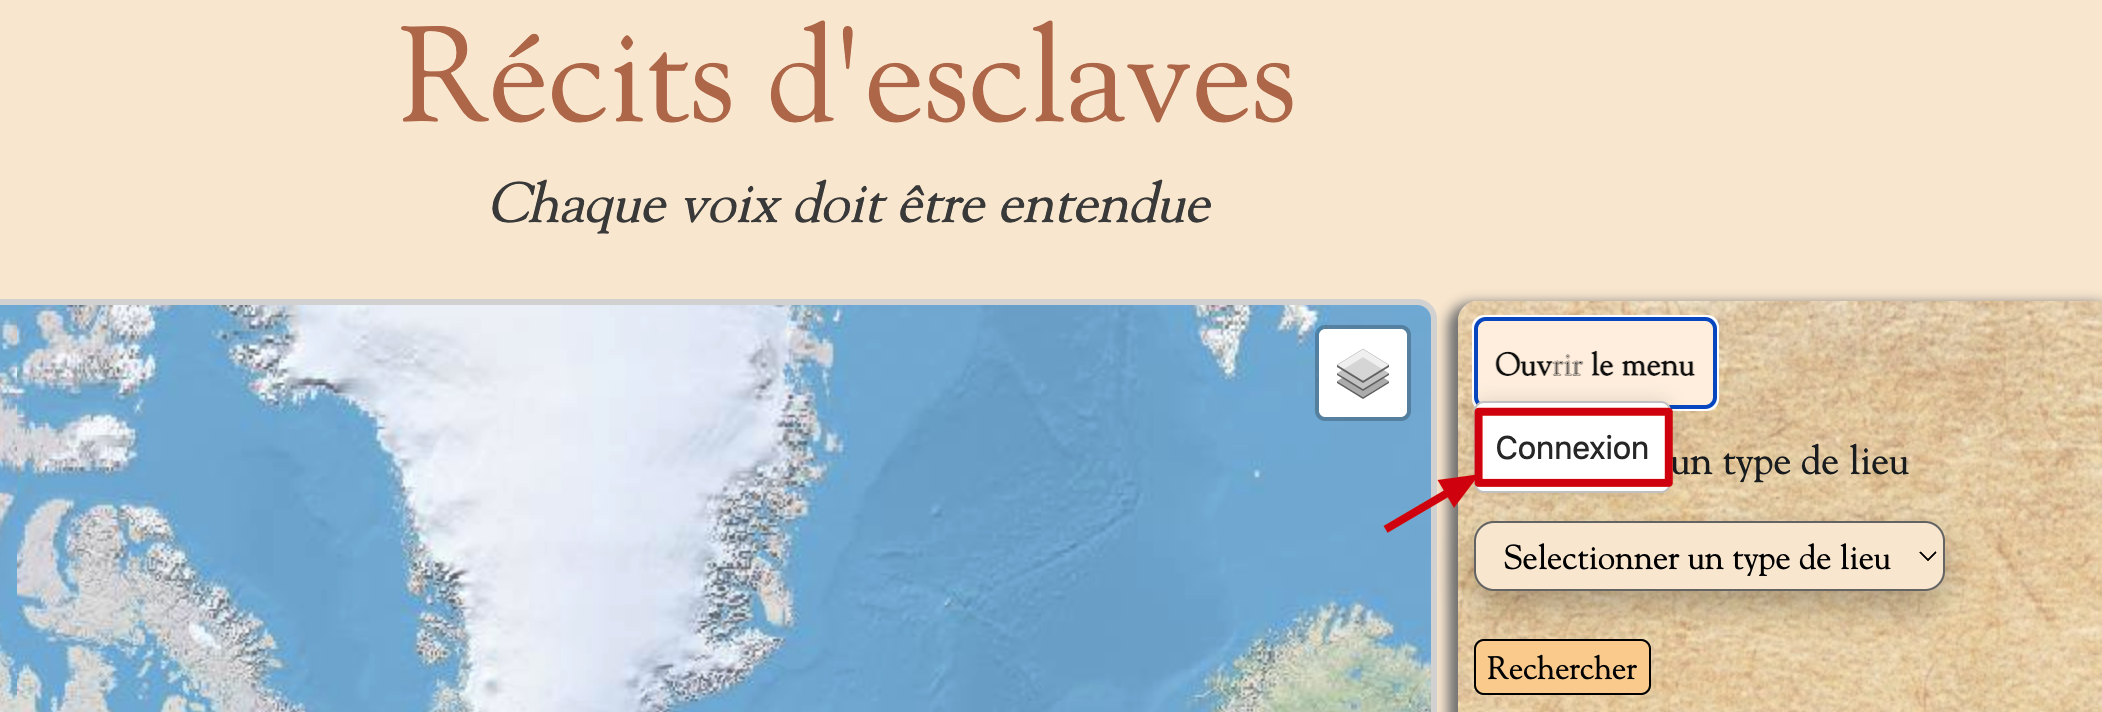 Récits d'esclaves
Chaque voix doit être entendue
Ouvrir le menu
Connexion
un type de lieu
Selectionner un type de lieu
Rechercher